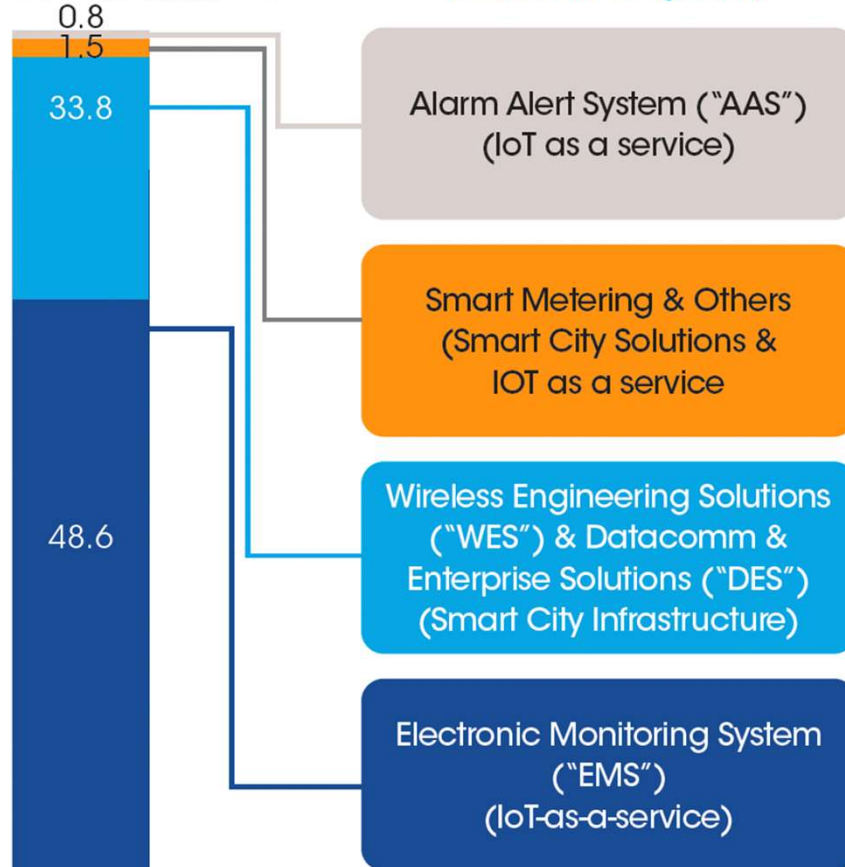 0.8
1.5
33.8
48.6
Alarm Alert System ("AAS")
(IoT as a service)
Smart Metering & Others
(Smart City Solutions &
IOT as a service
Wireless Engineering Solutions
("WES") & Datacomm &
Enterprise Solutions ("DES")
(Smart City Infrastructure)
Electronic Monitoring System
("EMS")
(IoT-as-a-service)